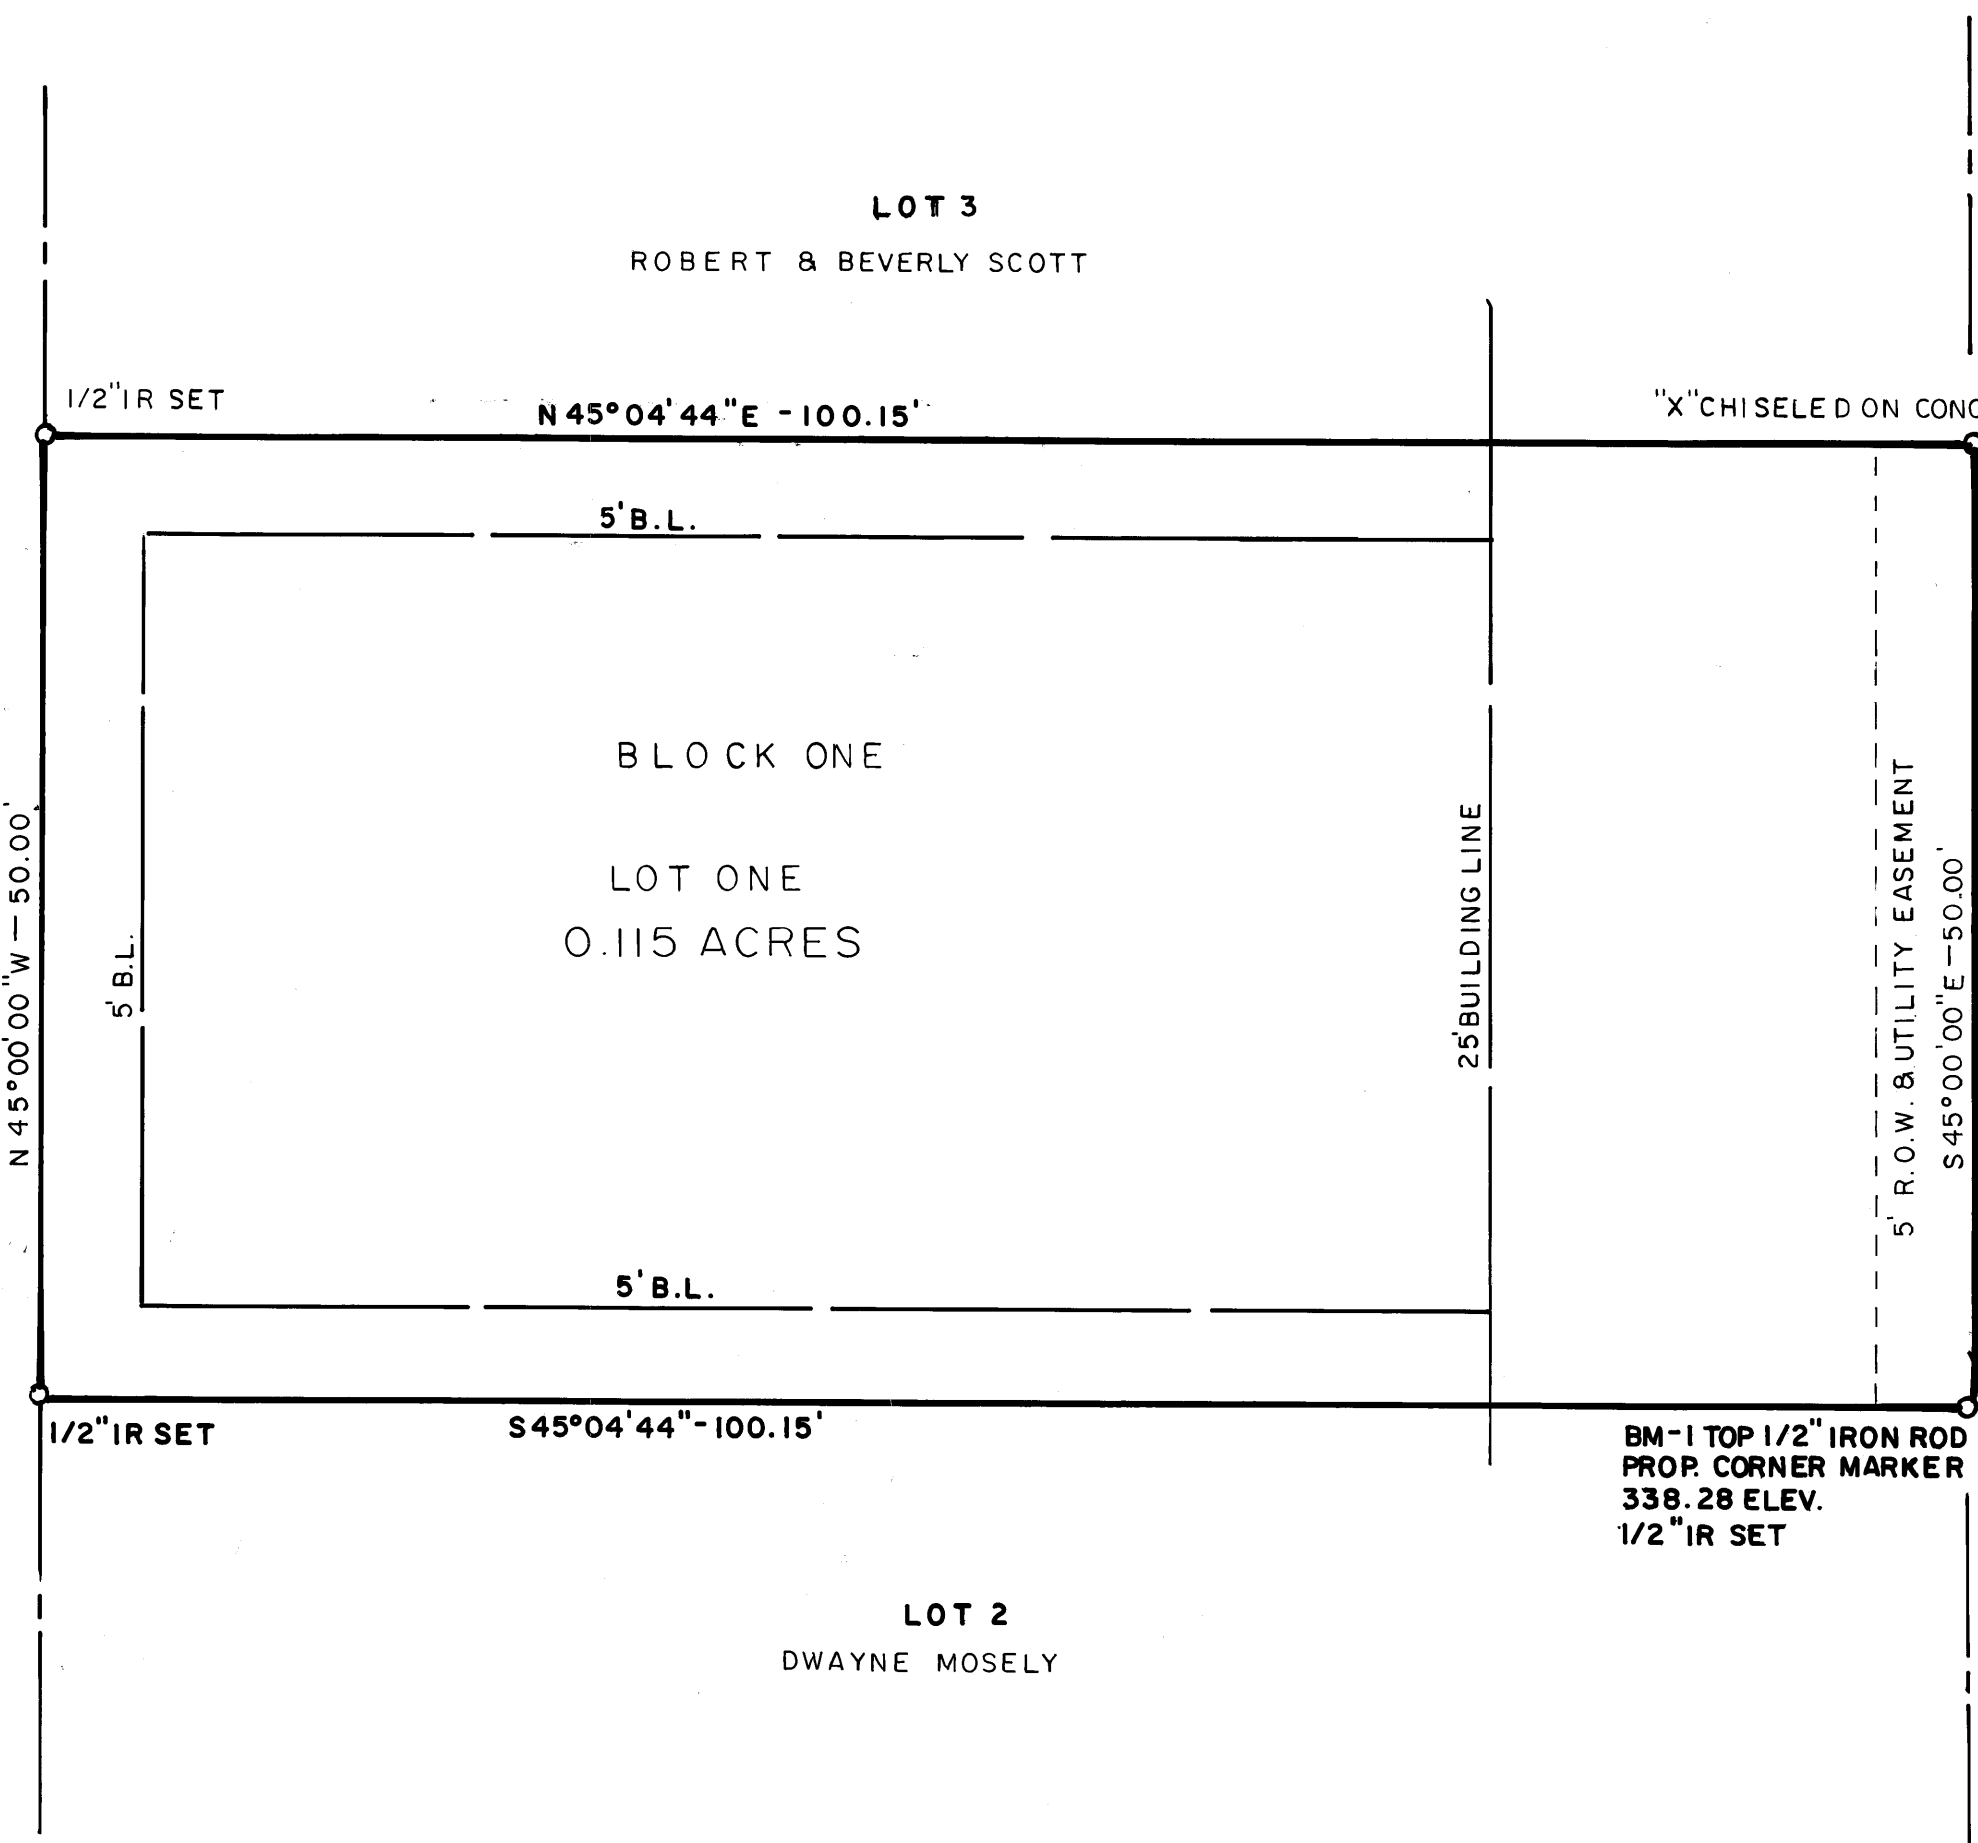 LOT 3
ROBERT & BEVERLY SCOTT
1/2"IR SET
N 45°04'44"E -100.15'
"X"CHISELED ON CONC
5' B.L.
BLOCK ONE
LOT ONE
0.115 ACRES
N 45°00'00"W—50.00'
5' B.L.
25' BUILDING LINE
5' R.O.W. & UTILITY EASEMENT
S 45°00'00"E—50.00'
5' B.L.
1/2"IR SET
S45°04'44"-100.15'
BM-1 TOP 1/2" IRON ROD
PROP. CORNER MARKER
338.28 ELEV.
1/2"IR SET
LOT 2
DWAYNE MOSELY